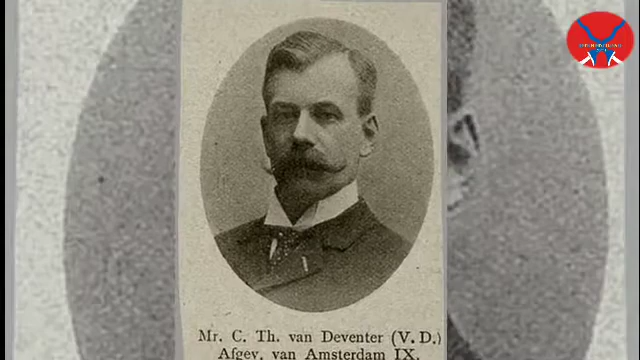 Mr. C. Th. van Deventer (V. D.)
Afgev. van Amsterdam IX.